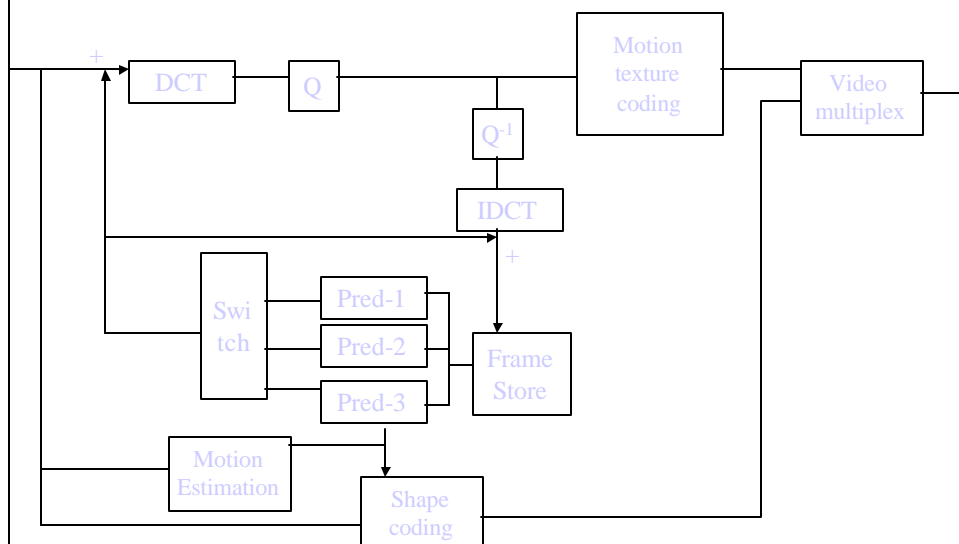 +
DCT
Q
Motion
texture
coding
Video
multiplex
Q-1
IDCT
+
Swi
tch
Pred-1
Pred-2
Pred-3
Frame
Store
Motion
Estimation
Shape
coding